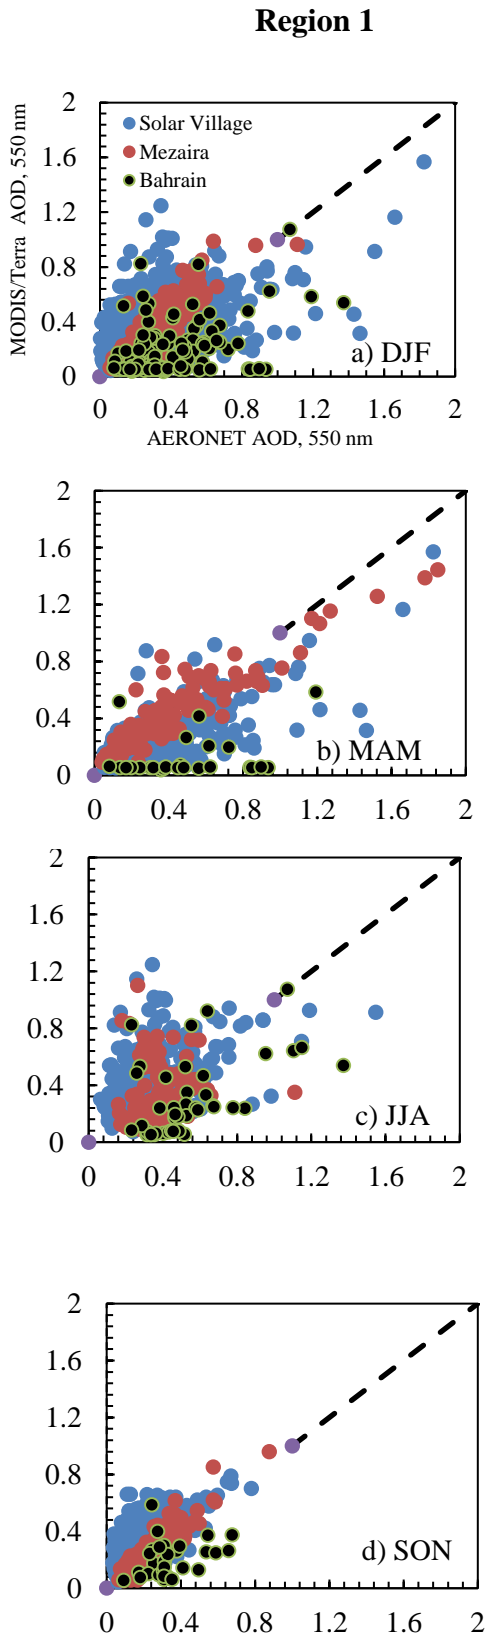 Region 1
MODIS/Terra AOD, 550 nm
2
1.6
1.2
0.8
0.4
0
Solar Village
Mezaira
Bahrain
a) DJF
0 0.4 0.8 1.2 1.6 2
AERONET AOD, 550 nm
2
1.6
1.2
0.8
0.4
0
b) MAM
0 0.4 0.8 1.2 1.6 2
2
1.6
1.2
0.8
0.4
0
c) JJA
0 0.4 0.8 1.2 1.6 2
2
1.6
1.2
0.8
0.4
0
d) SON
0 0.4 0.8 1.2 1.6 2